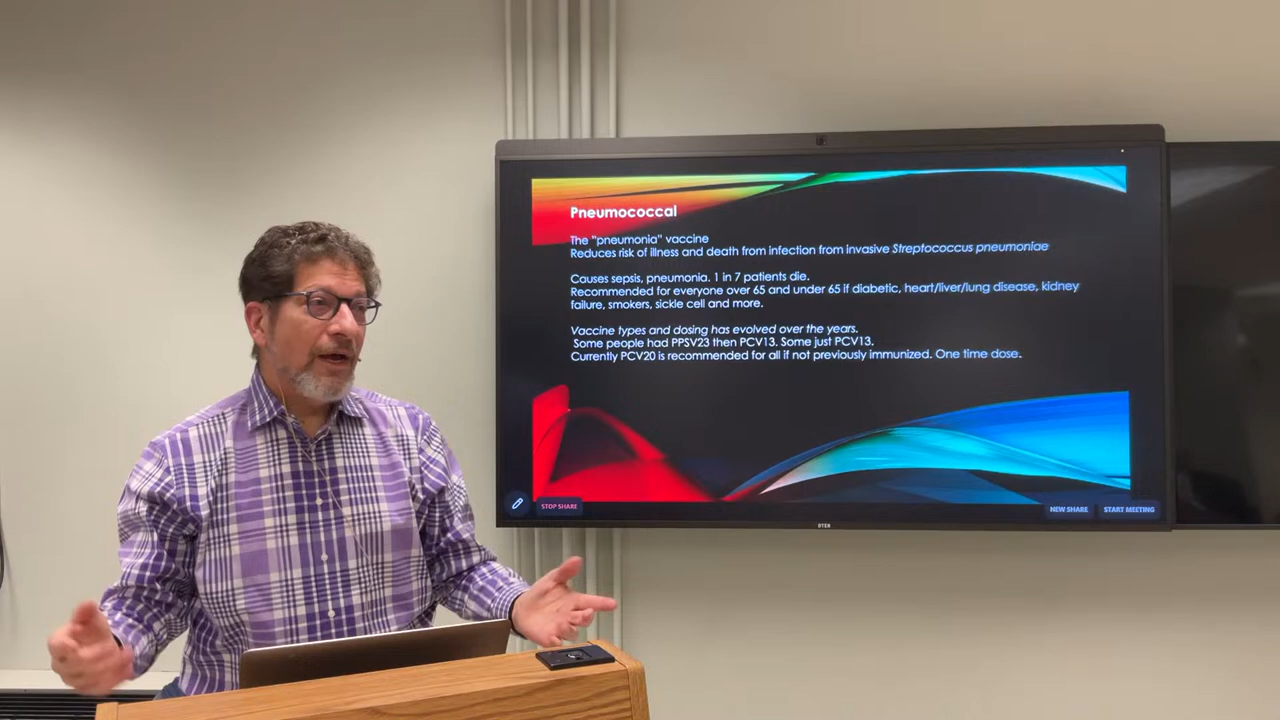 Pneumococcal
The "pneumonia" vaccine
Reduces risk of illness and death from infection from invasive Streptococcus pneumoniae
Causes sepsis, pneumonia. 1 in 7 patients die.
Recommended for everyone over 65 and under 65 if diabetic, heart/liver/lung disease, kidney
failure, smokers, sickle cell and more.
Vaccine types and dosing has evolved over the years.
Some people had PPSV23 then PCV13. Some just PCV13.
Currently PCV20 is recommended for all if not previously immunized. One time dose.
STOP SHARE
NEW SHARE
START MEETING
DTEN